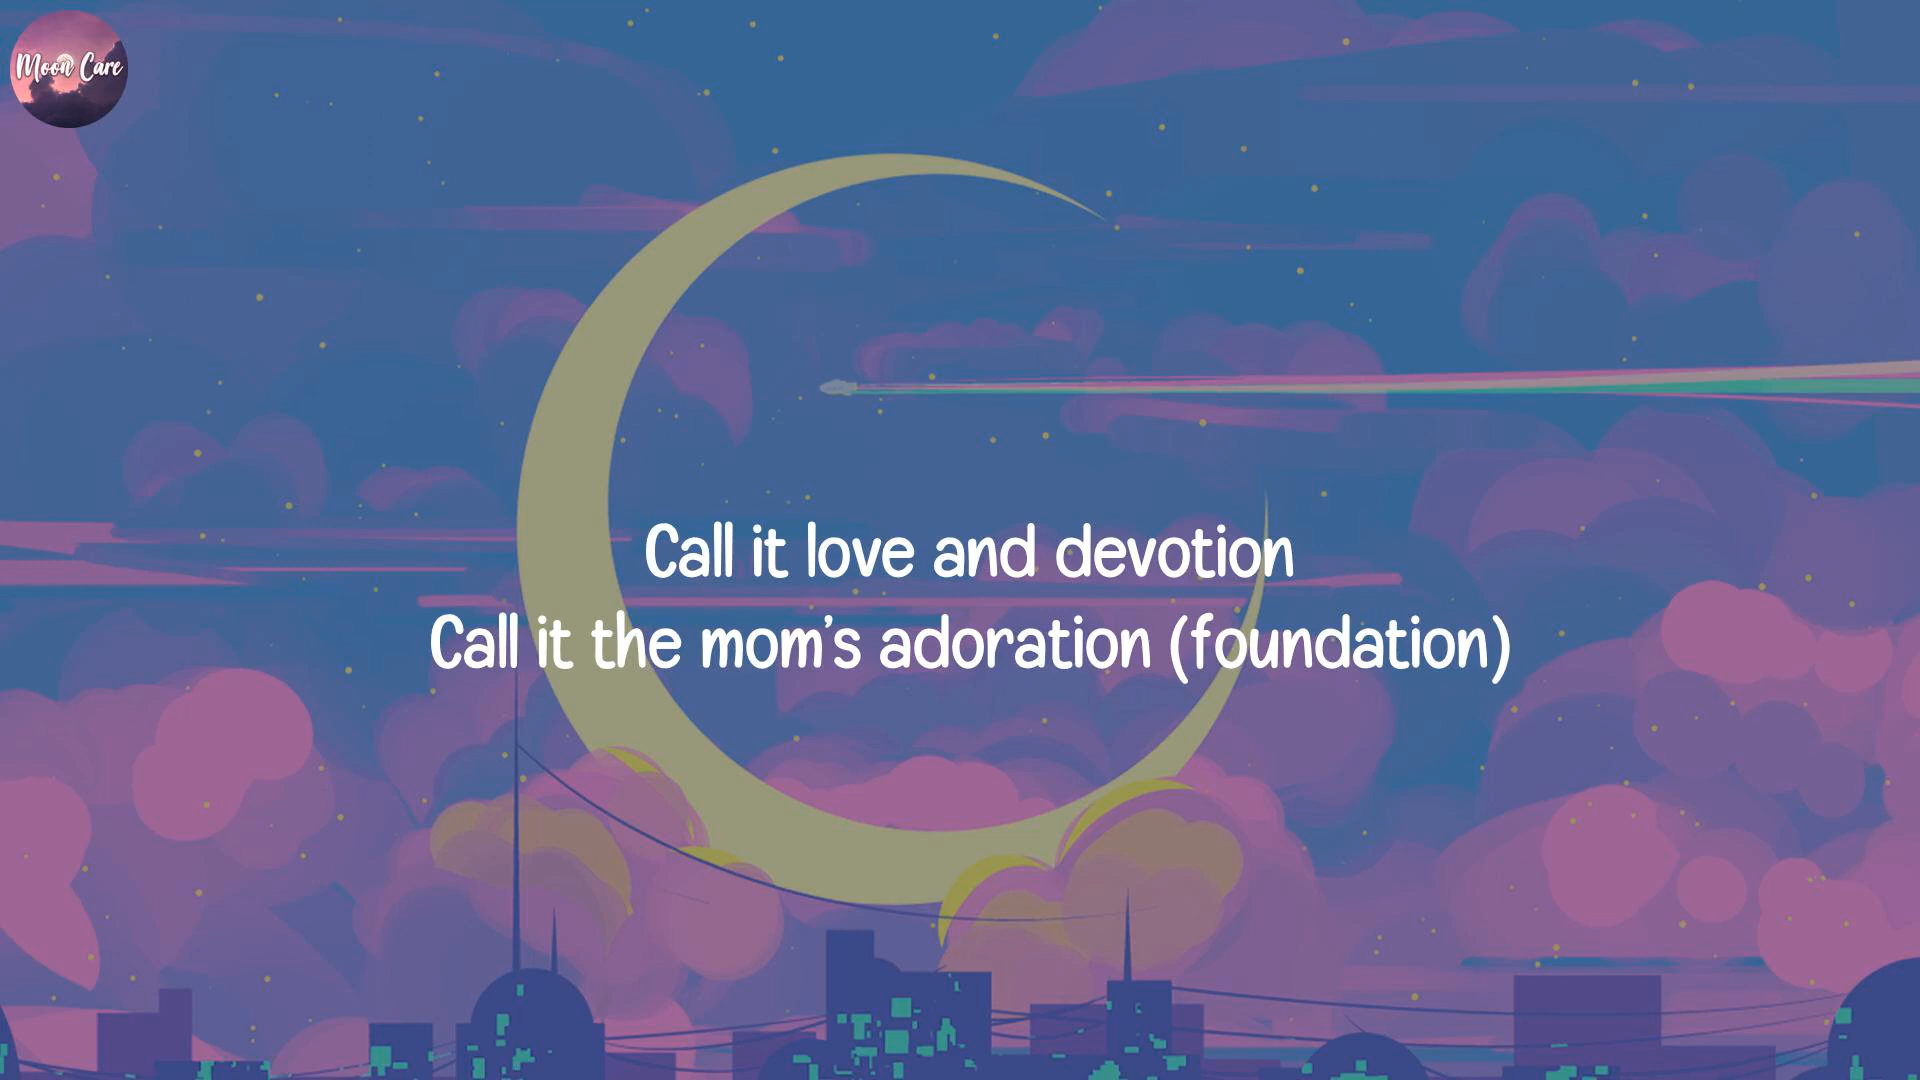 Moon Care
Call it love and devotion
Call it the mom's adoration (foundation)